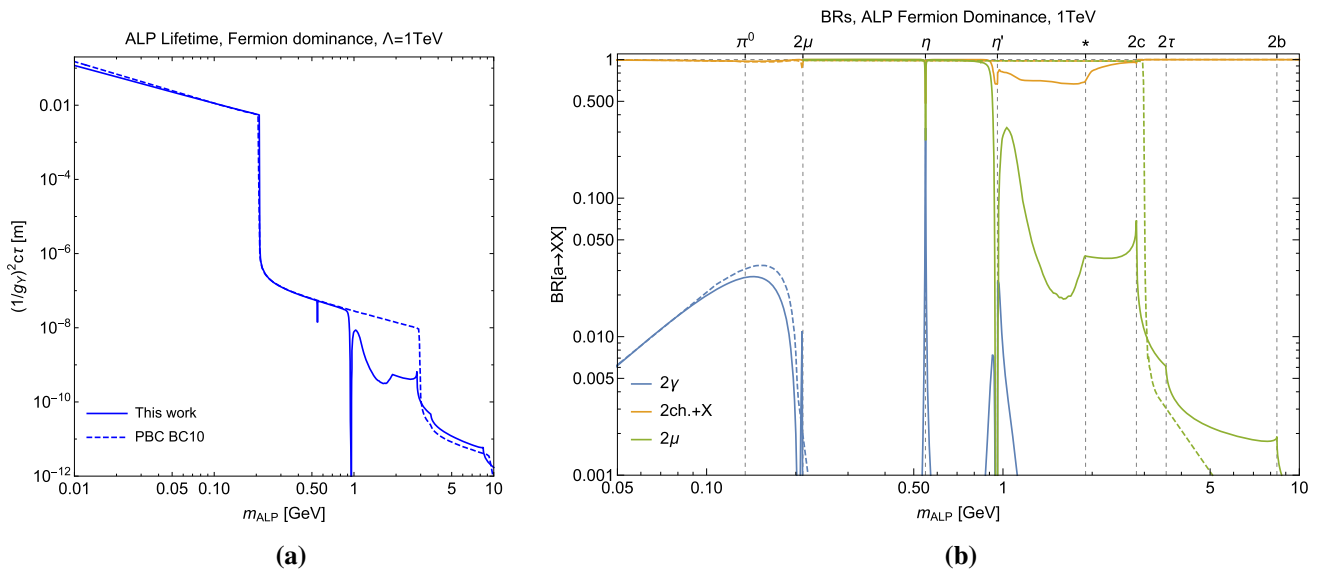 ALP Lifetime, Fermion dominance, Λ=1TeV
(1/g_Y)²cτ [m]
0.01
10⁻⁴
10⁻⁶
10⁻⁸
10⁻¹⁰
10⁻¹²
This work
PBC BC10
0.01 0.05 0.10 0.50 1 5 10
m_ALP [GeV]
(a)
BRs, ALP Fermion Dominance, 1TeV
π⁰ 2μ η η' * 2c 2τ 2b
BR[a→XX]
1
0.500
0.100
0.050
0.010
0.005
0.001
2γ
2ch.+X
2μ
0.05 0.10 0.50 1 5 10
m_ALP [GeV]
(b)